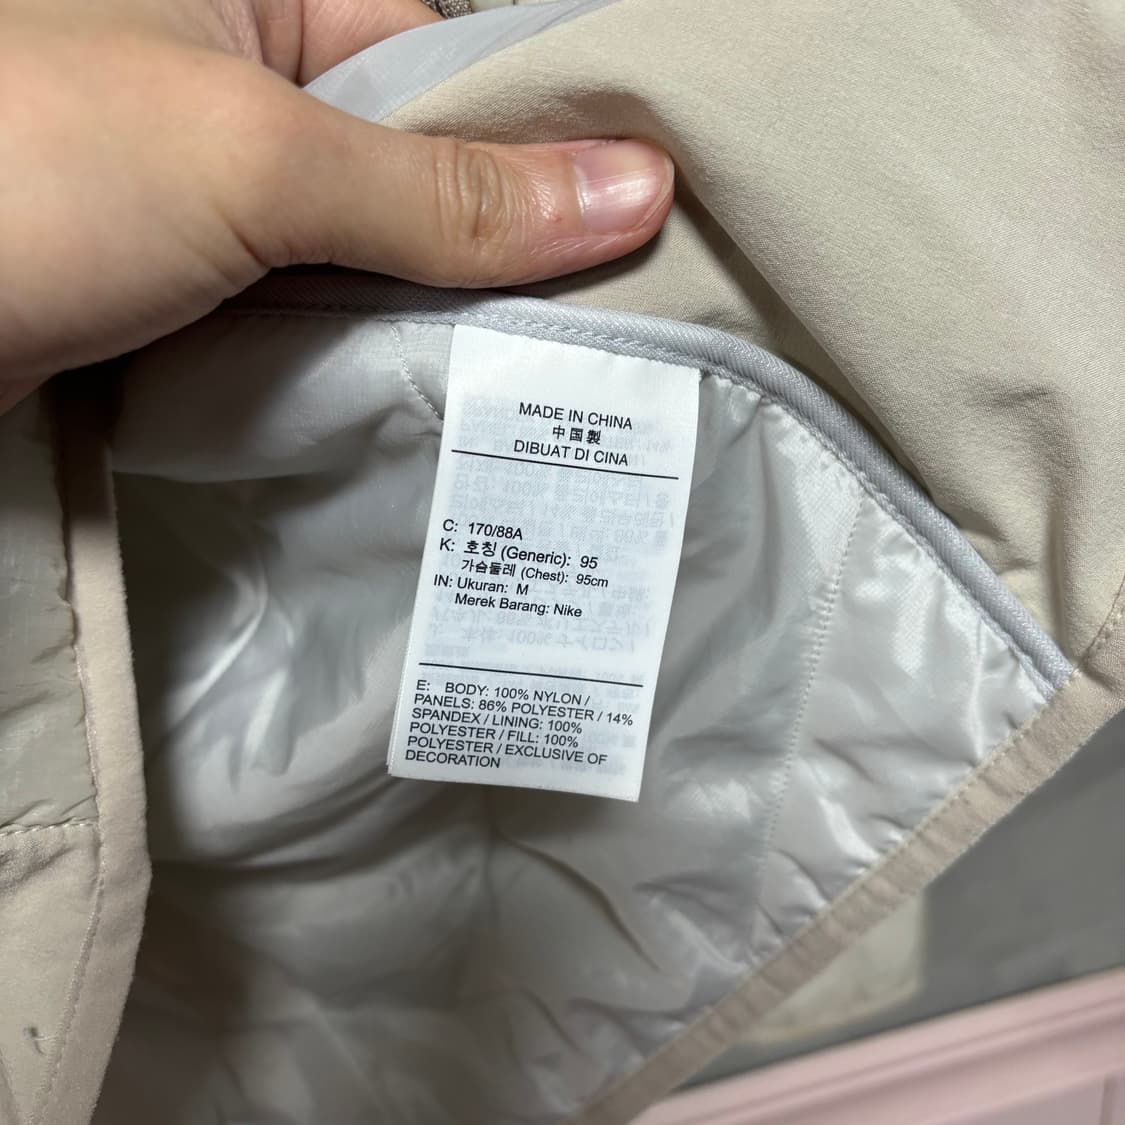 MADE IN CHINA
中国製
DIBUAT DI CINA
C: 170/88A
K: 호칭 (Generic): 95
가슴둘레 (Chest): 95cm
IN: Ukuran: M
Merek Barang: Nike
E: BODY: 100% NYLON /
PANELS: 86% POLYESTER / 14%
SPANDEX / LINING: 100%
POLYESTER / FILL: 100%
POLYESTER / EXCLUSIVE OF
DECORATION